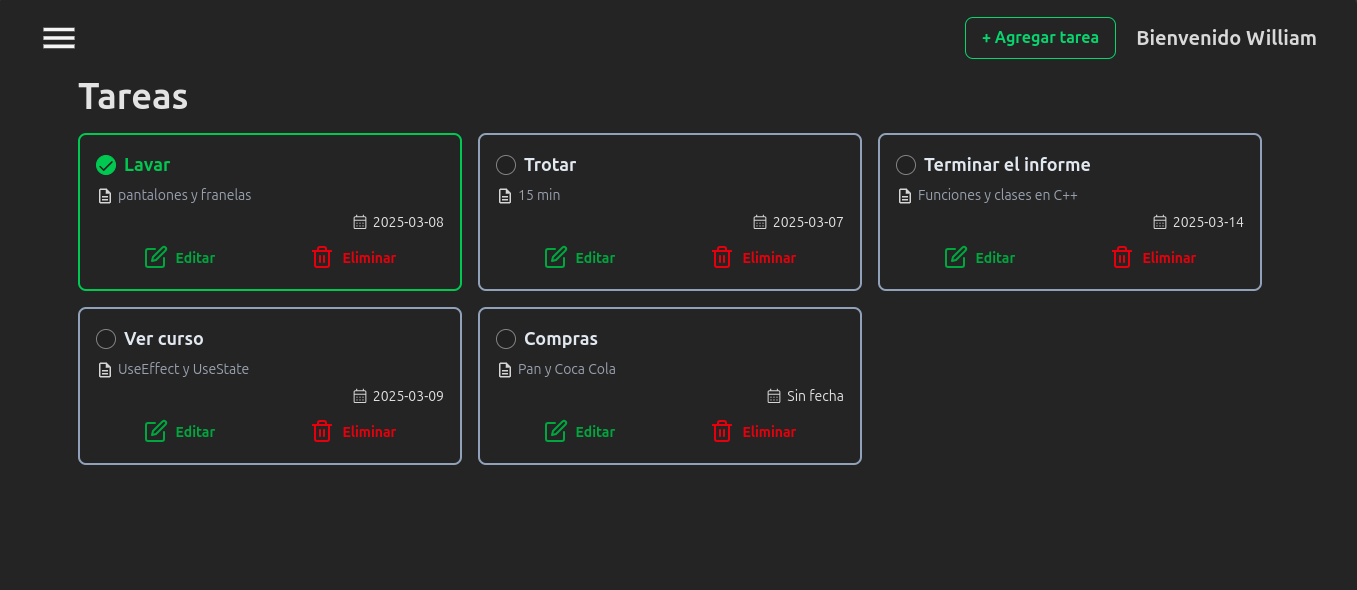 + Agregar tarea
Bienvenido William
Tareas
Lavar
pantalones y franelas
2025-03-08
Editar
Eliminar
Trotar
15 min
2025-03-07
Editar
Eliminar
Terminar el informe
Funciones y clases en C++
2025-03-14
Editar
Eliminar
Ver curso
UseEffect y UseState
2025-03-09
Editar
Eliminar
Compras
Pan y Coca Cola
Sin fecha
Editar
Eliminar